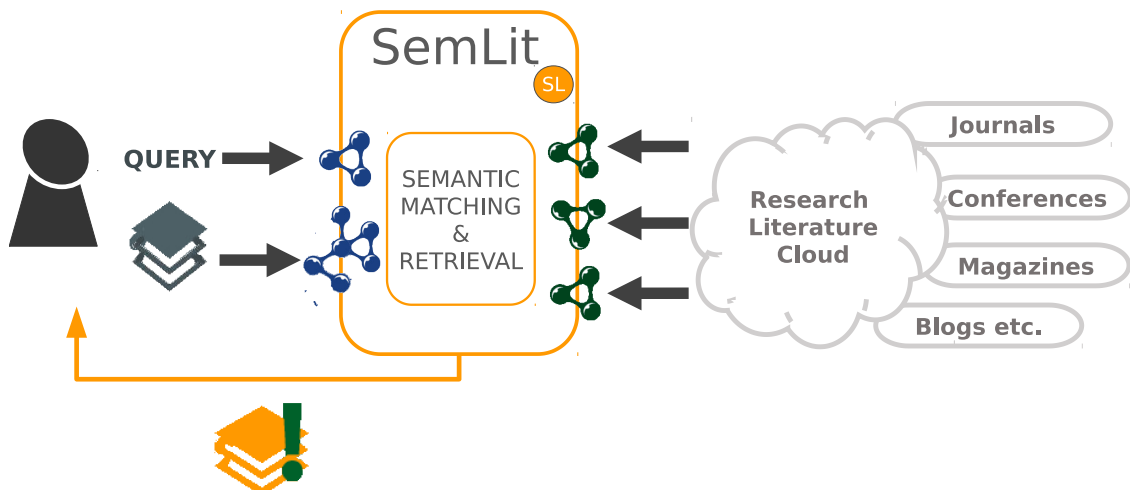 SemLit
SL
QUERY
SEMANTIC
MATCHING
&
RETRIEVAL
Research
Literature
Cloud
Journals
Conferences
Magazines
Blogs etc.